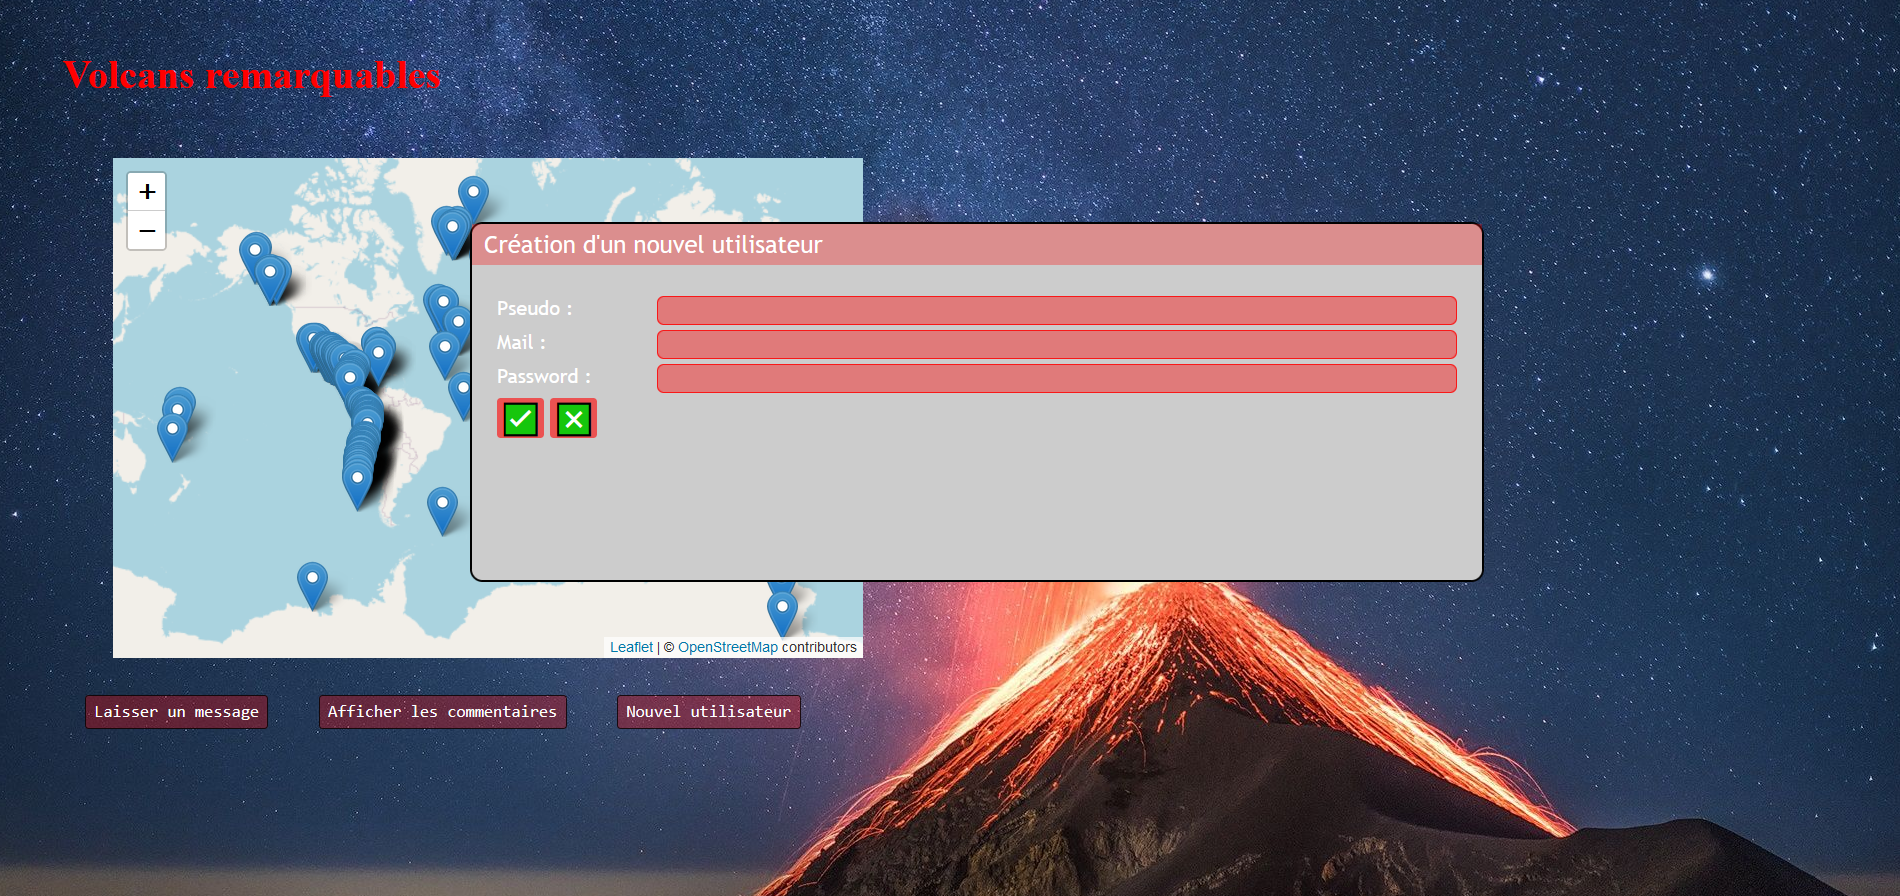 Volcans remarquables
+
−
Création d'un nouvel utilisateur
Pseudo :
Mail :
Password :
Leaflet | © OpenStreetMap contributors
Laisser un message
Afficher les commentaires
Nouvel utilisateur